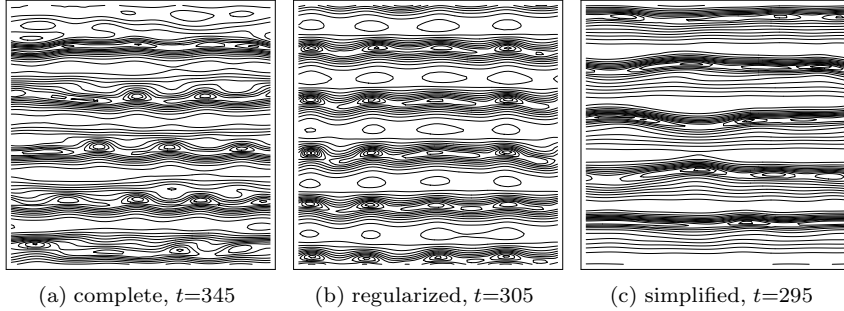 (a) complete, t=345
(b) regularized, t=305
(c) simplified, t=295